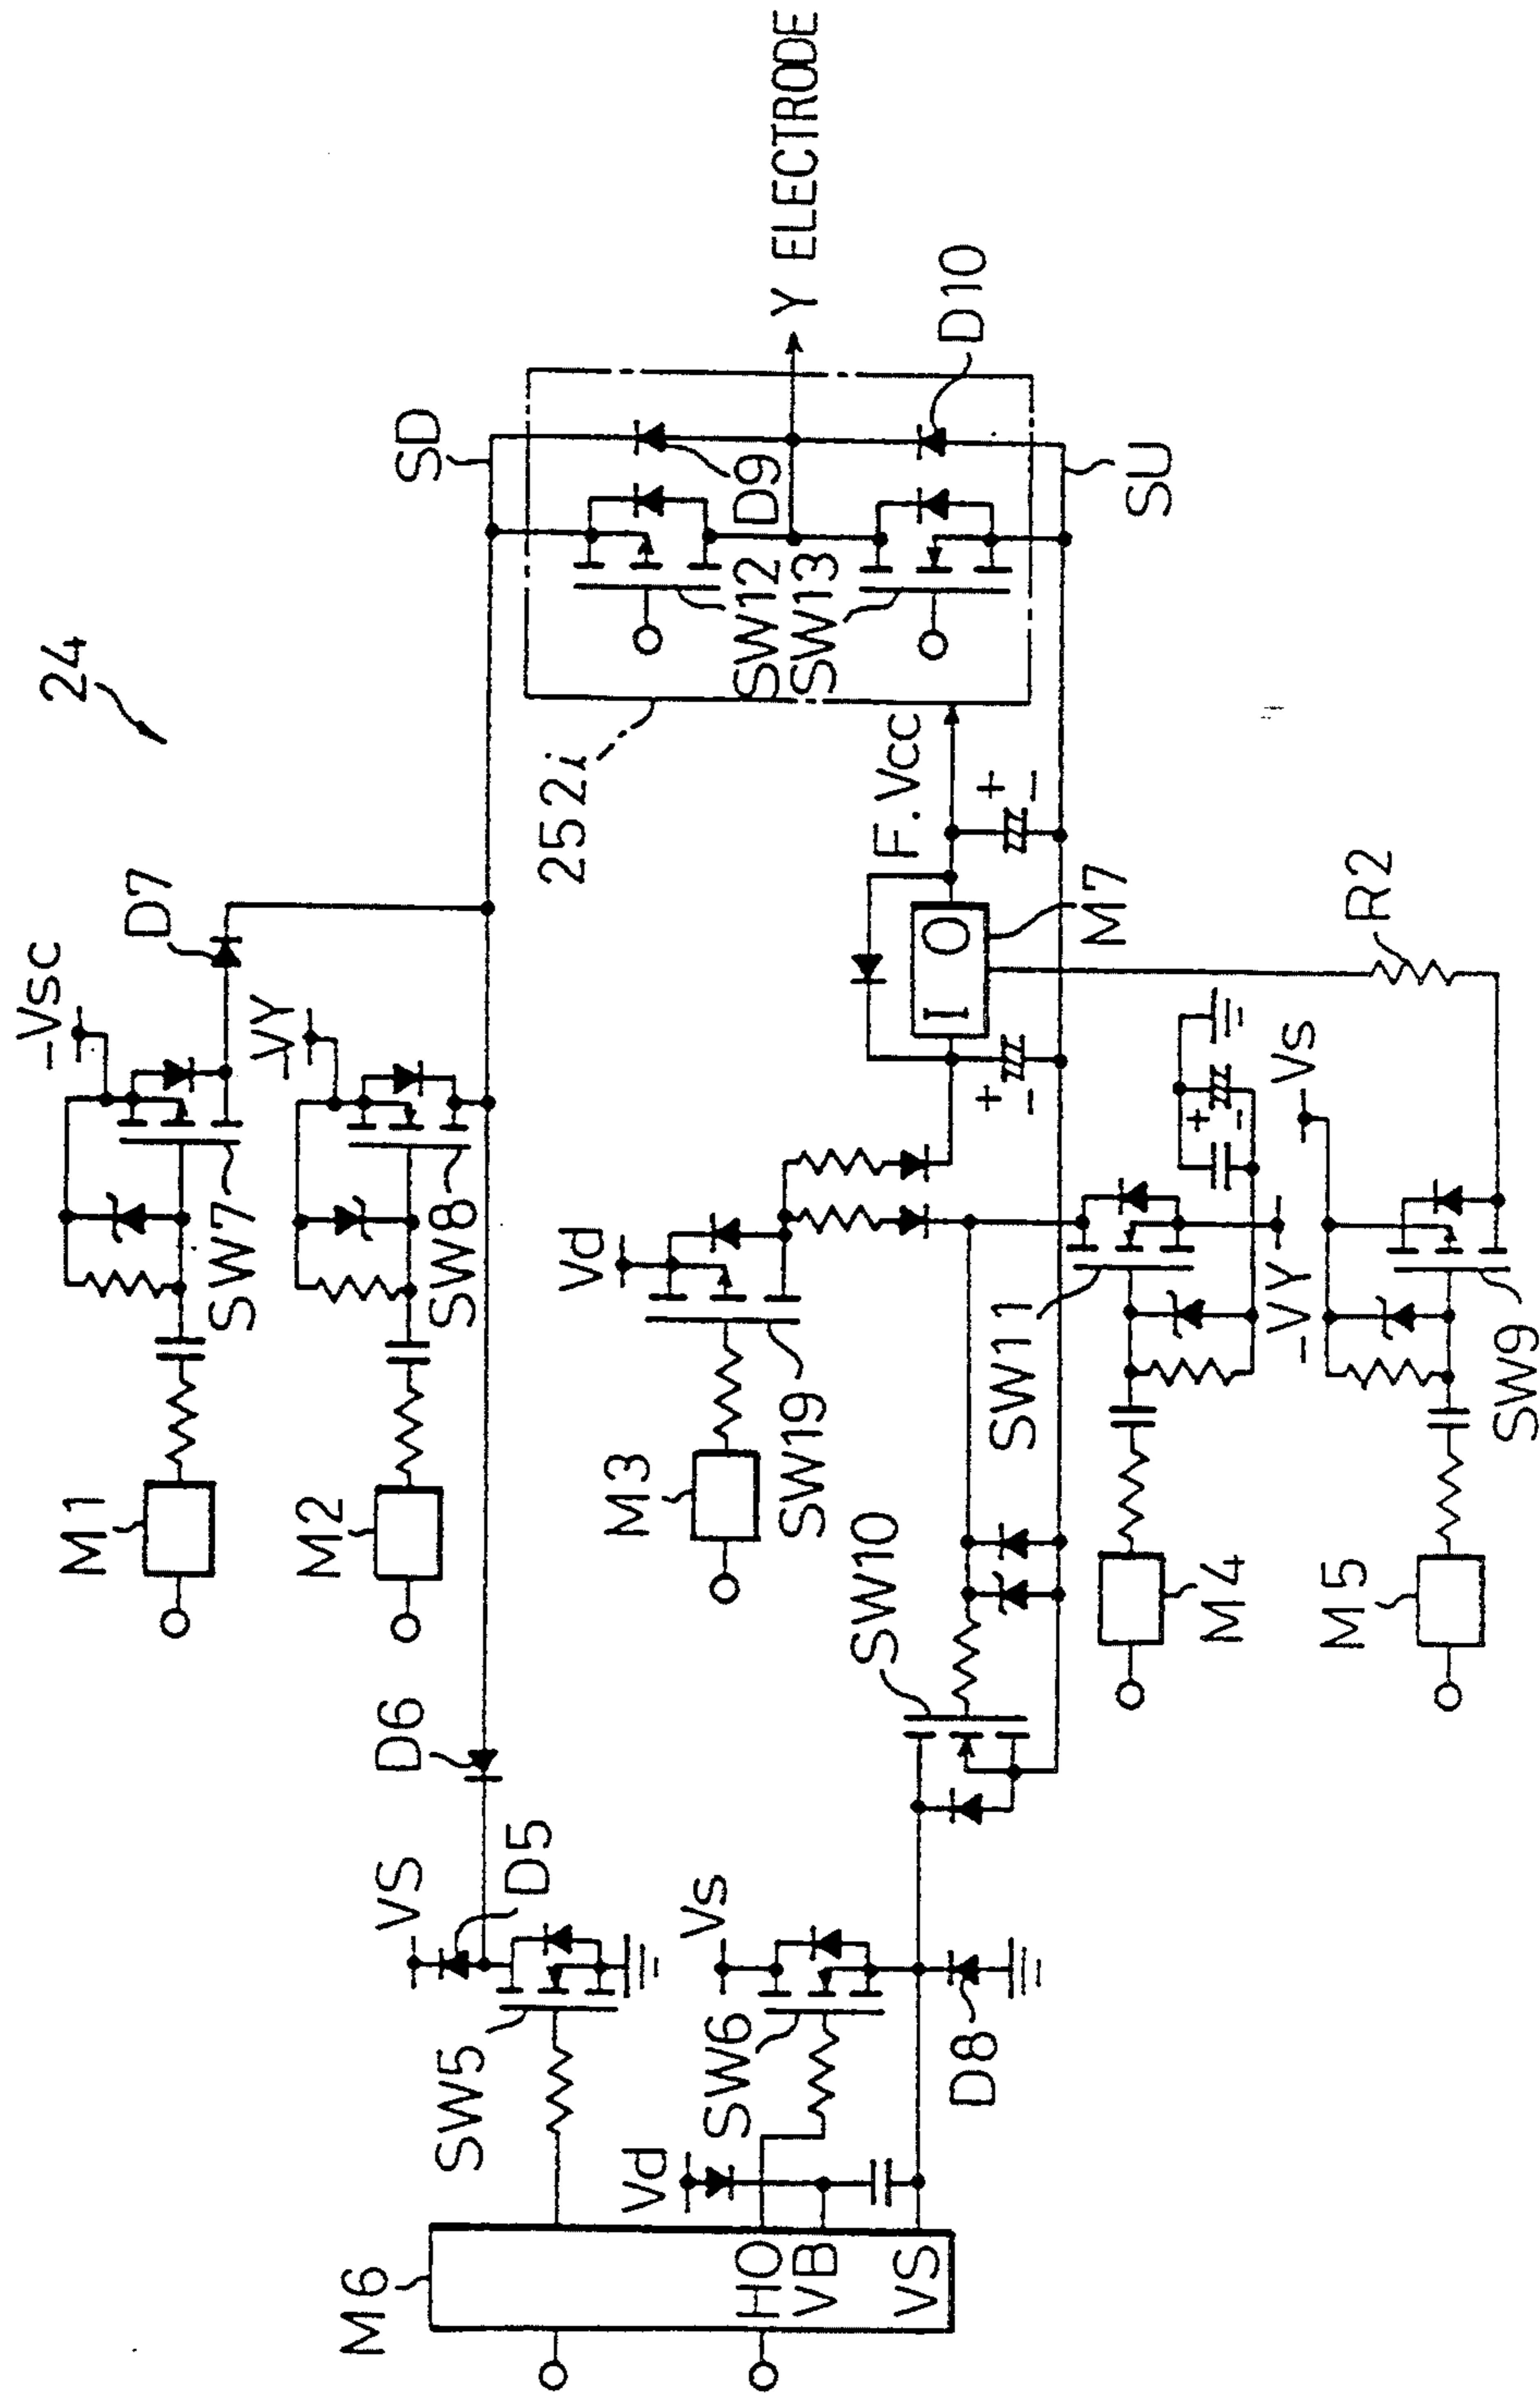 24
-Vsc
D7
M1
SW7
-VY
M2
SW8
SD
D6
VS
D5
SW5
252i
D9
SW12
SW13
Y ELECTRODE
D10
SU
Vd
M3
SW19
F.Vcc
+
-
I O
M7
+
-
R2
Vs
SW6
D8
SW10
SW11
M4
-VY
+
-
Vs
M5
SW9
M6
Vd
HO
VB
VS